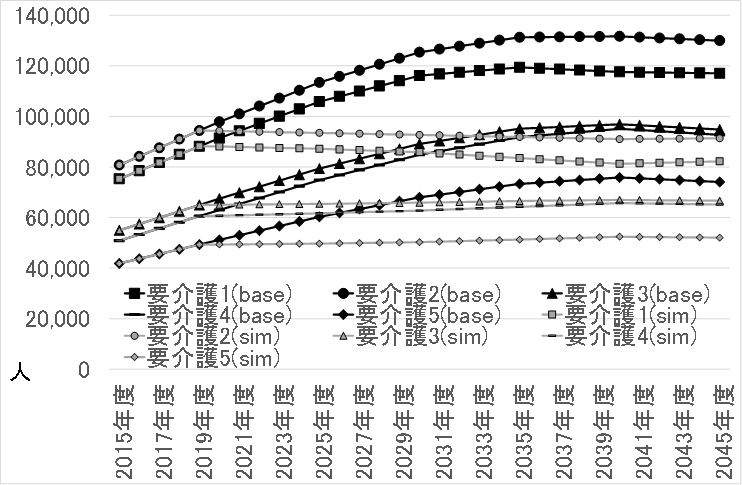 140,000
120,000
100,000
80,000
60,000
40,000
20,000
0
人
要介護1(base)
要介護2(base)
要介護3(base)
要介護4(base)
要介護5(base)
要介護1(sim)
要介護2(sim)
要介護3(sim)
要介護4(sim)
要介護5(sim)
2015年度
2017年度
2019年度
2021年度
2023年度
2025年度
2027年度
2029年度
2031年度
2033年度
2035年度
2037年度
2039年度
2041年度
2043年度
2045年度